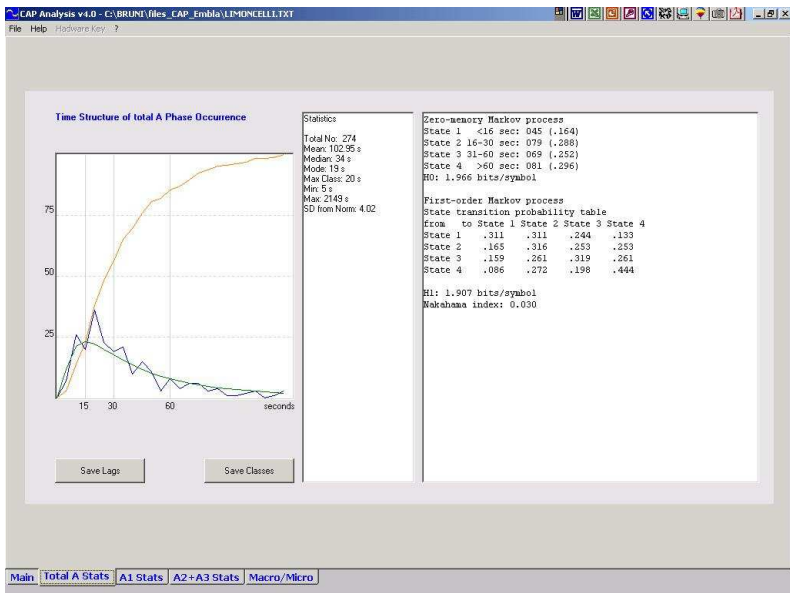 CAP Analysis v4.0 - C:\BRUNI\files_CAP_Embla\LIMONCELLI.TXT
File Help Hardware Key ?
Time Structure of total A Phase Occurrence
75
50
25
15 30 60 seconds
Save Lags Save Classes
Statistics
Total No: 274
Mean: 102.95 s
Median: 34 s
Mode: 19 s
Max Class: 20 s
Min: 5 s
Max: 2149 s
SD from Norm: 4.02
Zero-memory Markov process
State 1 <16 sec: 045 (.164)
State 2 16-30 sec: 079 (.288)
State 3 31-60 sec: 069 (.252)
State 4 >60 sec: 081 (.296)
H0: 1.966 bits/symbol
First-order Markov process
State transition probability table
from to State 1 State 2 State 3 State 4
State 1 .311 .311 .244 .133
State 2 .165 .316 .253 .253
State 3 .159 .261 .319 .261
State 4 .086 .272 .198 .444
H1: 1.907 bits/symbol
Nakahama index: 0.030
Main Total A Stats A1 Stats A2+A3 Stats Macro/Micro